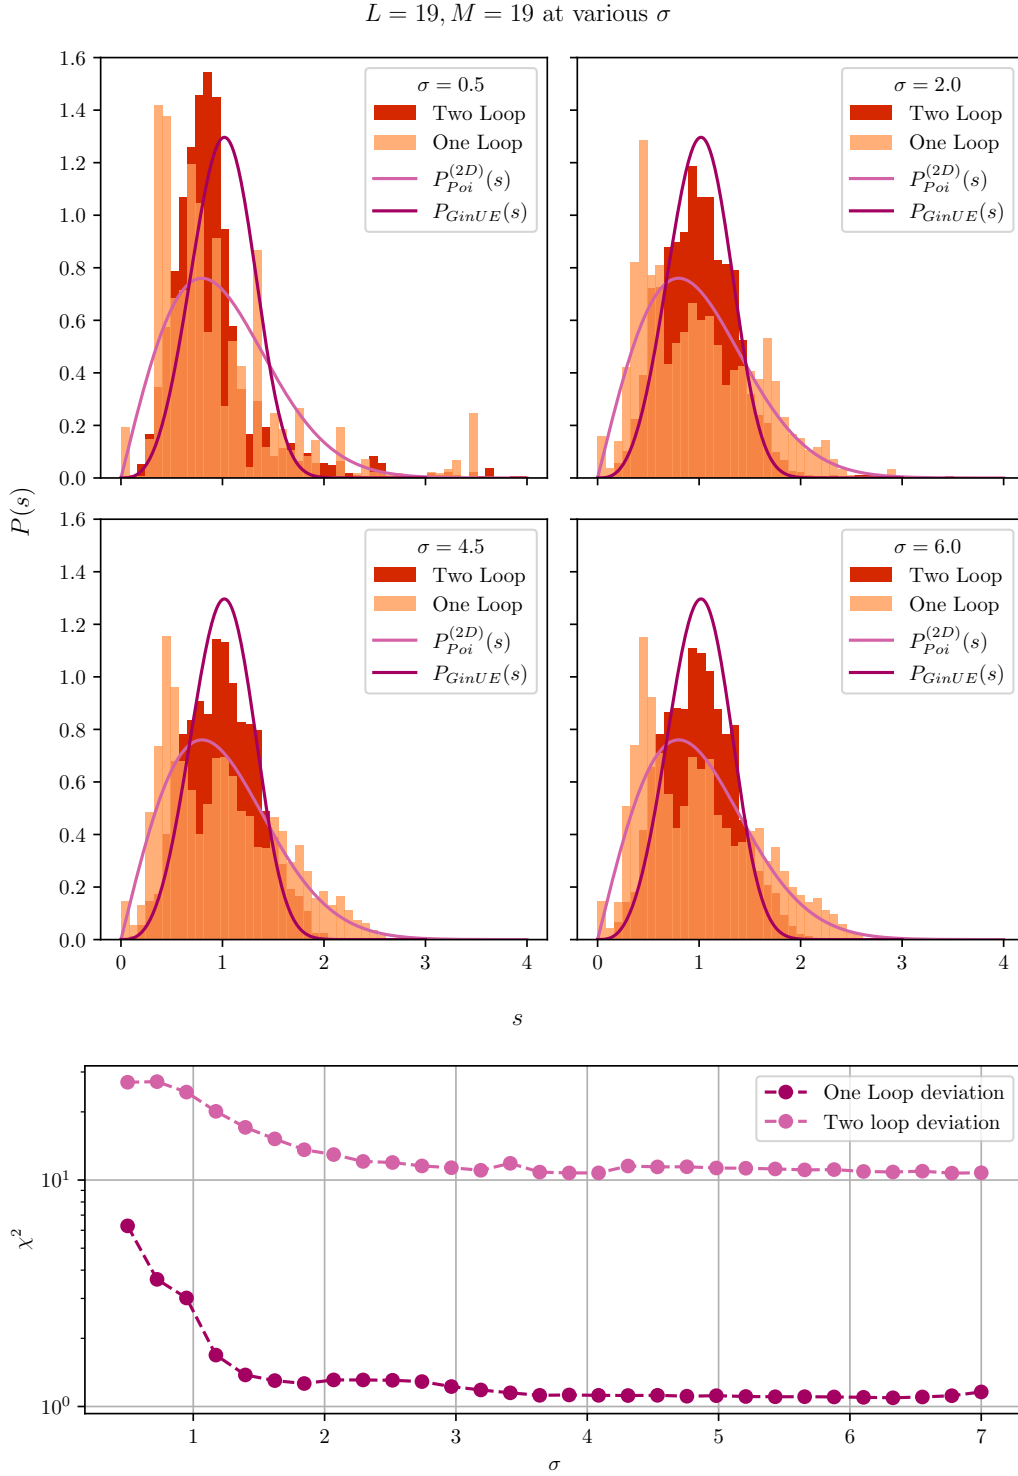 L = 19, M = 19 at various σ
P(s)
1.6
1.4
1.2
1.0
0.8
0.6
0.4
0.2
0.0
σ = 0.5
Two Loop
One Loop
P_{Poi}^{(2D)}(s)
P_{GinUE}(s)
σ = 2.0
Two Loop
One Loop
P_{Poi}^{(2D)}(s)
P_{GinUE}(s)
1.6
1.4
1.2
1.0
0.8
0.6
0.4
0.2
0.0
σ = 4.5
Two Loop
One Loop
P_{Poi}^{(2D)}(s)
P_{GinUE}(s)
0 1 2 3 4
σ = 6.0
Two Loop
One Loop
P_{Poi}^{(2D)}(s)
P_{GinUE}(s)
0 1 2 3 4
s
χ²
10¹
10⁰
One Loop deviation
Two loop deviation
1 2 3 4 5 6 7
σ